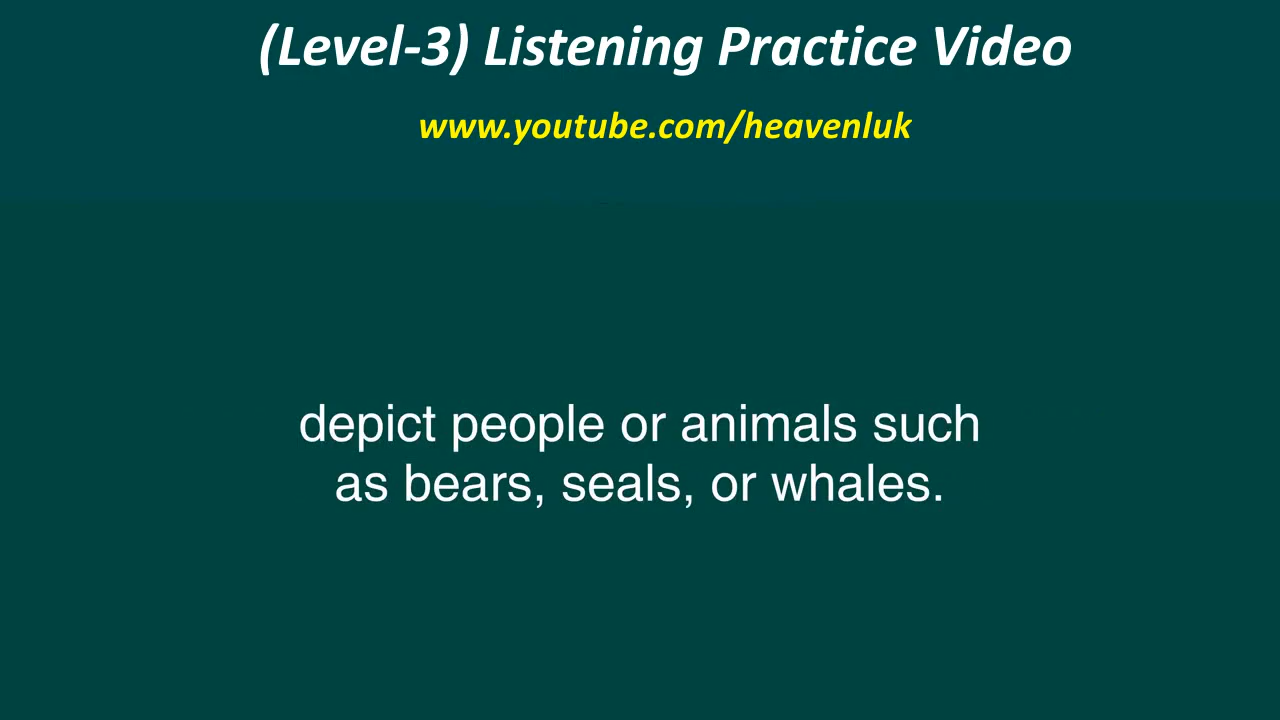 (Level-3) Listening Practice Video
www.youtube.com/heavenluk
depict people or animals such
as bears, seals, or whales.